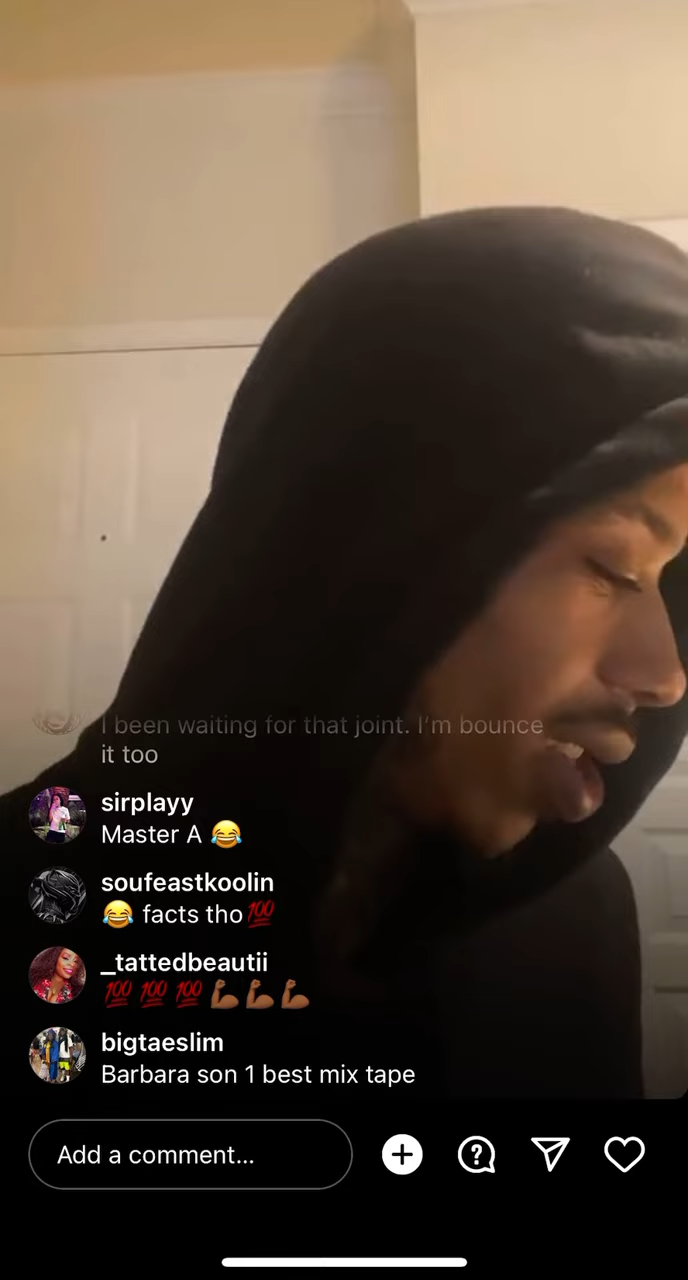 I been waiting for that joint. I'm bounce
it too
sirplayy
Master A 😂
soufeastkoolin
😂 facts tho💯
_tattedbeautii
💯💯💯💪🏾💪🏾💪🏾
bigtaeslim
Barbara son 1 best mix tape
Add a comment...